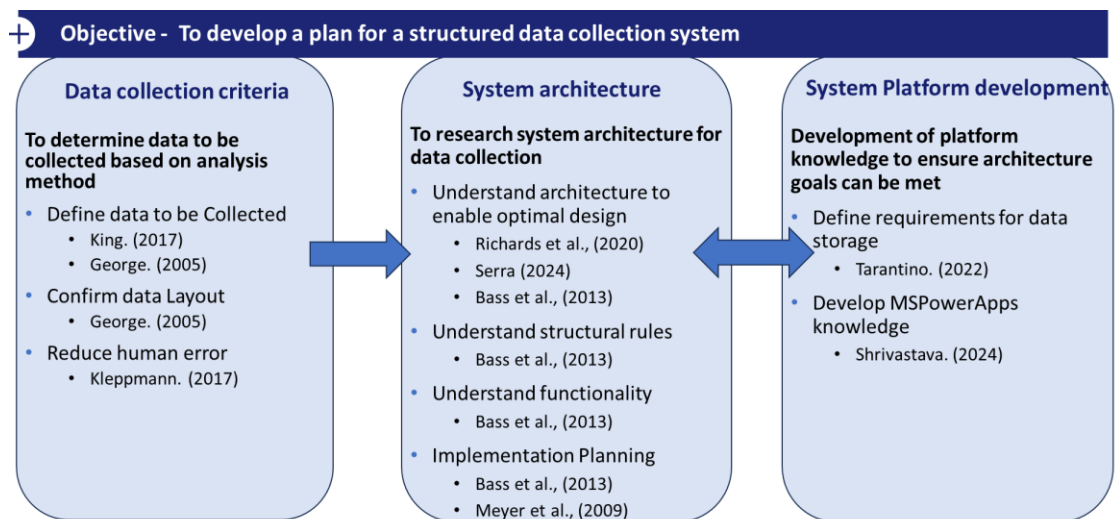 Objective - To develop a plan for a structured data collection system
Data collection criteria
To determine data to be
collected based on analysis
method
• Define data to be Collected
• King. (2017)
• George. (2005)
• Confirm data Layout
• George. (2005)
• Reduce human error
• Kleppmann. (2017)
System architecture
To research system architecture for
data collection
• Understand architecture to
enable optimal design
• Richards et al., (2020)
• Serra (2024)
• Bass et al., (2013)
• Understand structural rules
• Bass et al., (2013)
• Understand functionality
• Bass et al., (2013)
• Implementation Planning
• Bass et al., (2013)
• Meyer et al., (2009)
System Platform development
Development of platform
knowledge to ensure architecture
goals can be met
• Define requirements for data
storage
• Tarantino. (2022)
• Develop MSPowerApps
knowledge
• Shrivastava. (2024)